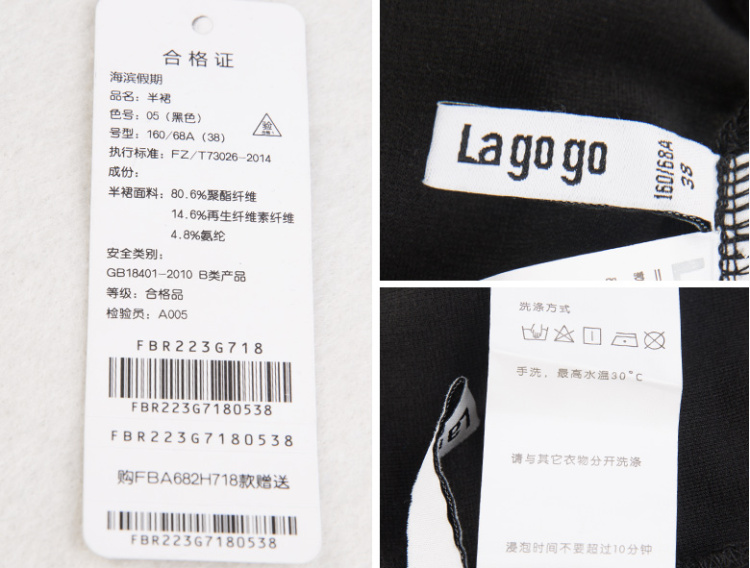 合格证
海滨假期
品名：半裙
色号：05（黑色）
号型：160/68A（38）
执行标准：FZ/T73026-2014
成份：
半裙面料：80.6%聚酯纤维
14.6%再生纤维素纤维
4.8%氨纶
安全类别：
GB18401-2010 B类产品
等级：合格品
检验员：A005
FBR223G718
FBR223G7180538
FBR223G7180538
购FBA682H718款赠送
FBR223G7180538
Lagogo
160/68A
38
洗涤方式
手洗，最高水温30°C
请与其它衣物分开洗涤
浸泡时间不要超过10分钟